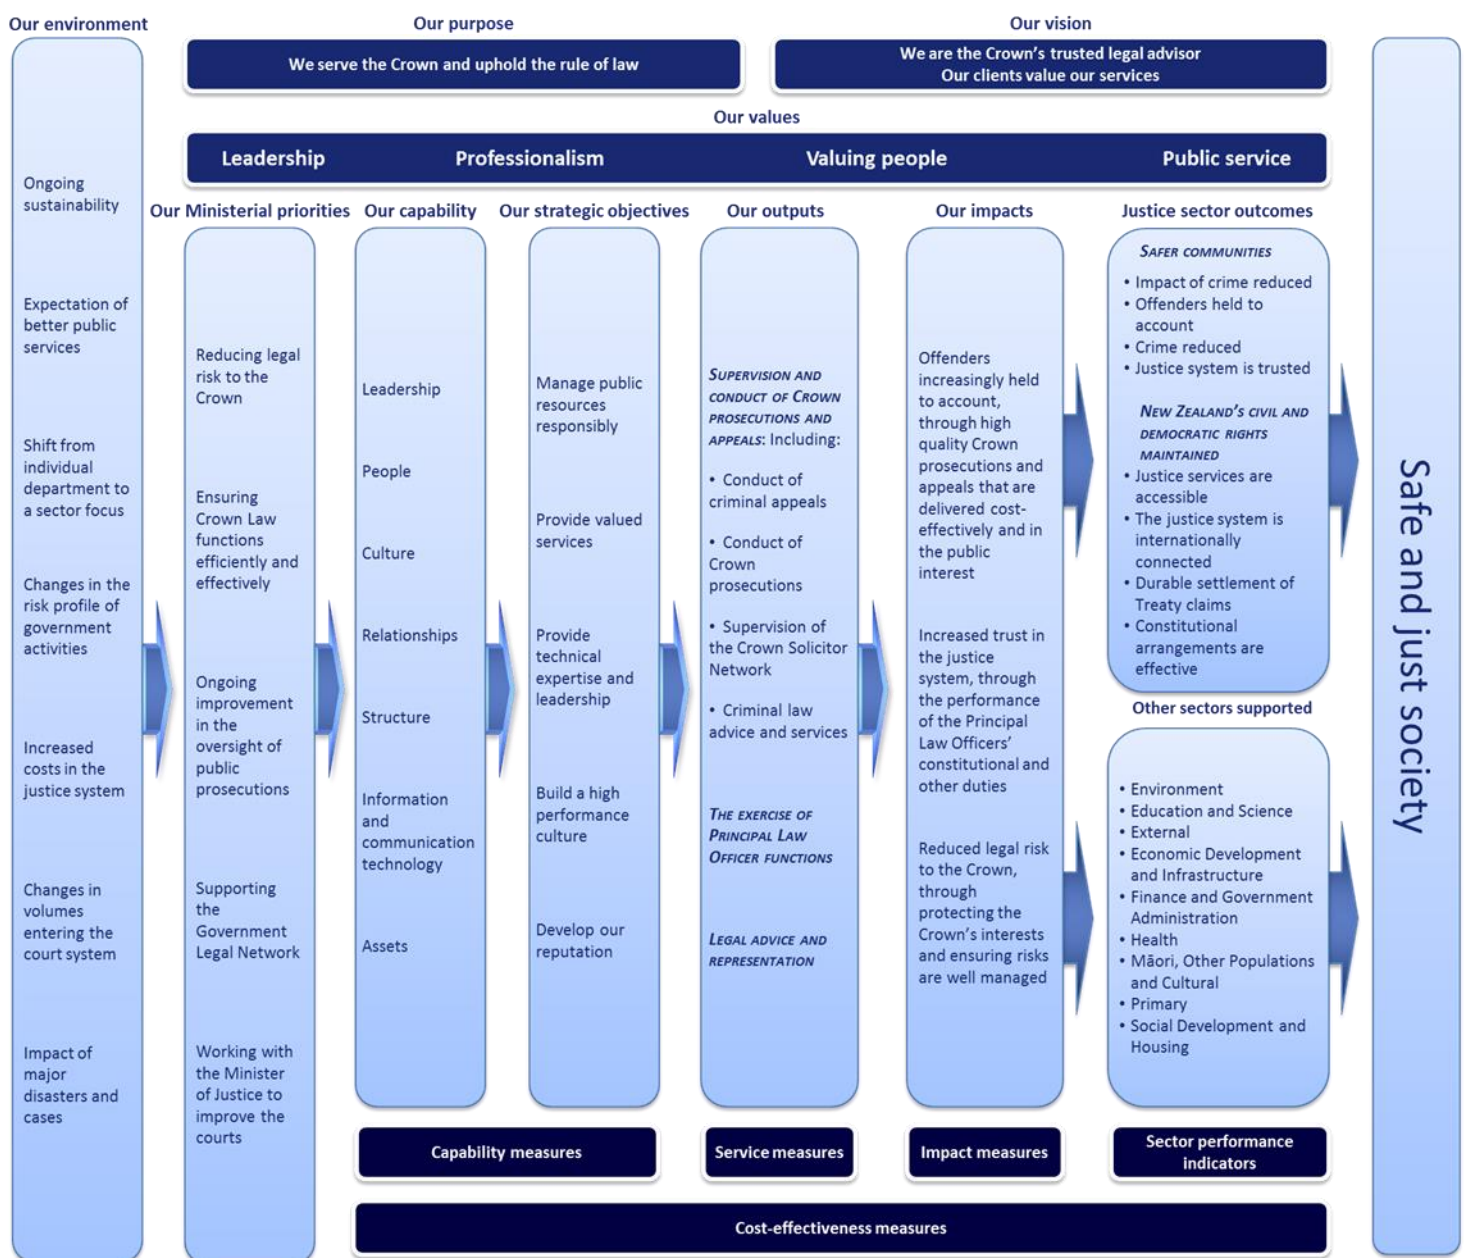 Our environment
Our purpose
Our vision
We serve the Crown and uphold the rule of law
We are the Crown's trusted legal advisor
Our clients value our services
Our values
Leadership
Professionalism
Valuing people
Public service
Ongoing
sustainability
Expectation of
better public
services
Shift from
individual
department to
a sector focus
Changes in the
risk profile of
government
activities
Increased
costs in the
justice system
Changes in
volumes
entering the
court system
Impact of
major
disasters and
cases
Our Ministerial priorities
Reducing legal
risk to the
Crown
Ensuring
Crown Law
functions
efficiently and
effectively
Ongoing
improvement
in the
oversight of
public
prosecutions
Supporting
the
Government
Legal Network
Working with
the Minister
of Justice to
improve the
courts
Our capability
Leadership
People
Culture
Relationships
Structure
Information
and
communication
technology
Assets
Our strategic objectives
Manage public
resources
responsibly
Provide valued
services
Provide
technical
expertise and
leadership
Build a high
performance
culture
Develop our
reputation
Our outputs
SUPERVISION AND
CONDUCT OF CROWN
PROSECUTIONS AND
APPEALS: Including:
• Conduct of
criminal appeals
• Conduct of
Crown
prosecutions
• Supervision of
the Crown Solicitor
Network
• Criminal law
advice and services
THE EXERCISE OF
PRINCIPAL LAW
OFFICER FUNCTIONS
LEGAL ADVICE AND
REPRESENTATION
Our impacts
Offenders
increasingly held
to account,
through high
quality Crown
prosecutions and
appeals that are
delivered cost-
effectively and in
the public
interest
Increased trust in
the justice
system, through
the performance
of the Principal
Law Officers'
constitutional and
other duties
Reduced legal risk
to the Crown,
through
protecting the
Crown's interests
and ensuring risks
are well managed
Justice sector outcomes
SAFER COMMUNITIES
• Impact of crime reduced
• Offenders held to
account
• Crime reduced
• Justice system is trusted
NEW ZEALAND'S CIVIL AND
DEMOCRATIC RIGHTS
MAINTAINED
• Justice services are
accessible
• The justice system is
internationally
connected
• Durable settlement of
Treaty claims
• Constitutional
arrangements are
effective
Other sectors supported
• Environment
• Education and Science
• External
• Economic Development
and Infrastructure
• Finance and Government
Administration
• Health
• Māori, Other Populations
and Cultural
• Primary
• Social Development and
Housing
Safe and just society
Capability measures
Service measures
Impact measures
Sector performance
indicators
Cost-effectiveness measures